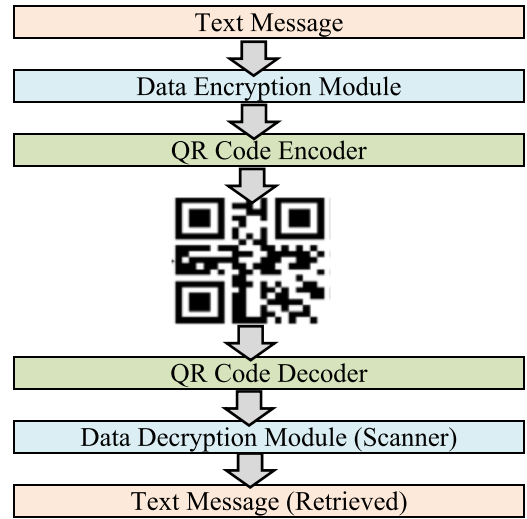 Text Message
Data Encryption Module
QR Code Encoder
QR Code Decoder
Data Decryption Module (Scanner)
Text Message (Retrieved)